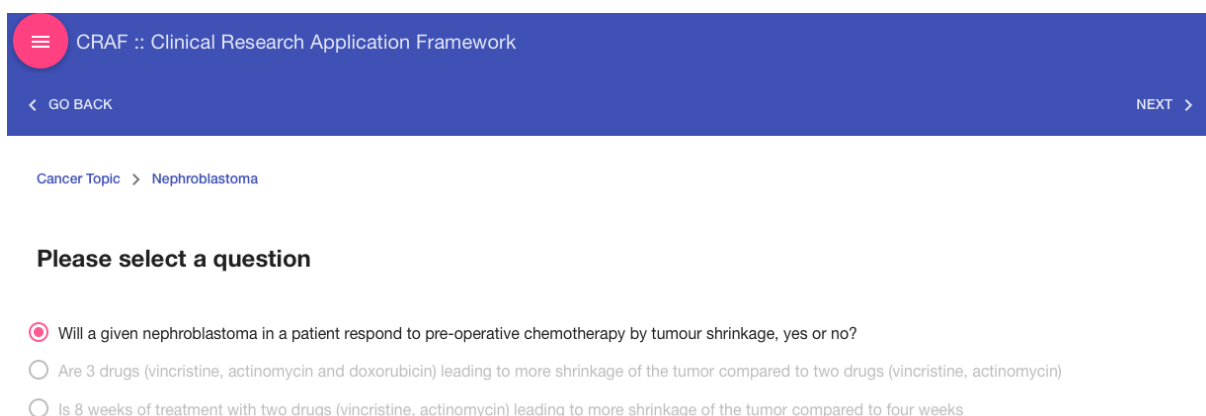 CRAF :: Clinical Research Application Framework
GO BACK
NEXT
Cancer Topic > Nephroblastoma
Please select a question
Will a given nephroblastoma in a patient respond to pre-operative chemotherapy by tumour shrinkage, yes or no?
Are 3 drugs (vincristine, actinomycin and doxorubicin) leading to more shrinkage of the tumor compared to two drugs (vincristine, actinomycin)
Is 8 weeks of treatment with two drugs (vincristine, actinomycin) leading to more shrinkage of the tumor compared to four weeks